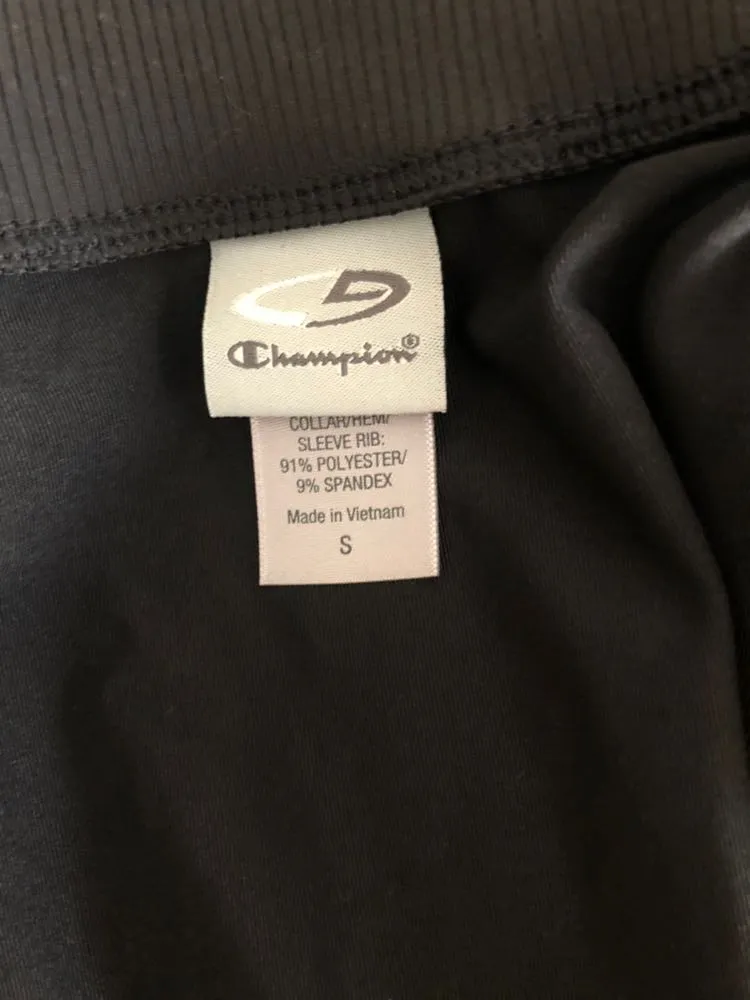 Champion®
COLLAR/HEM/
SLEEVE RIB:
91% POLYESTER/
9% SPANDEX
Made in Vietnam
S